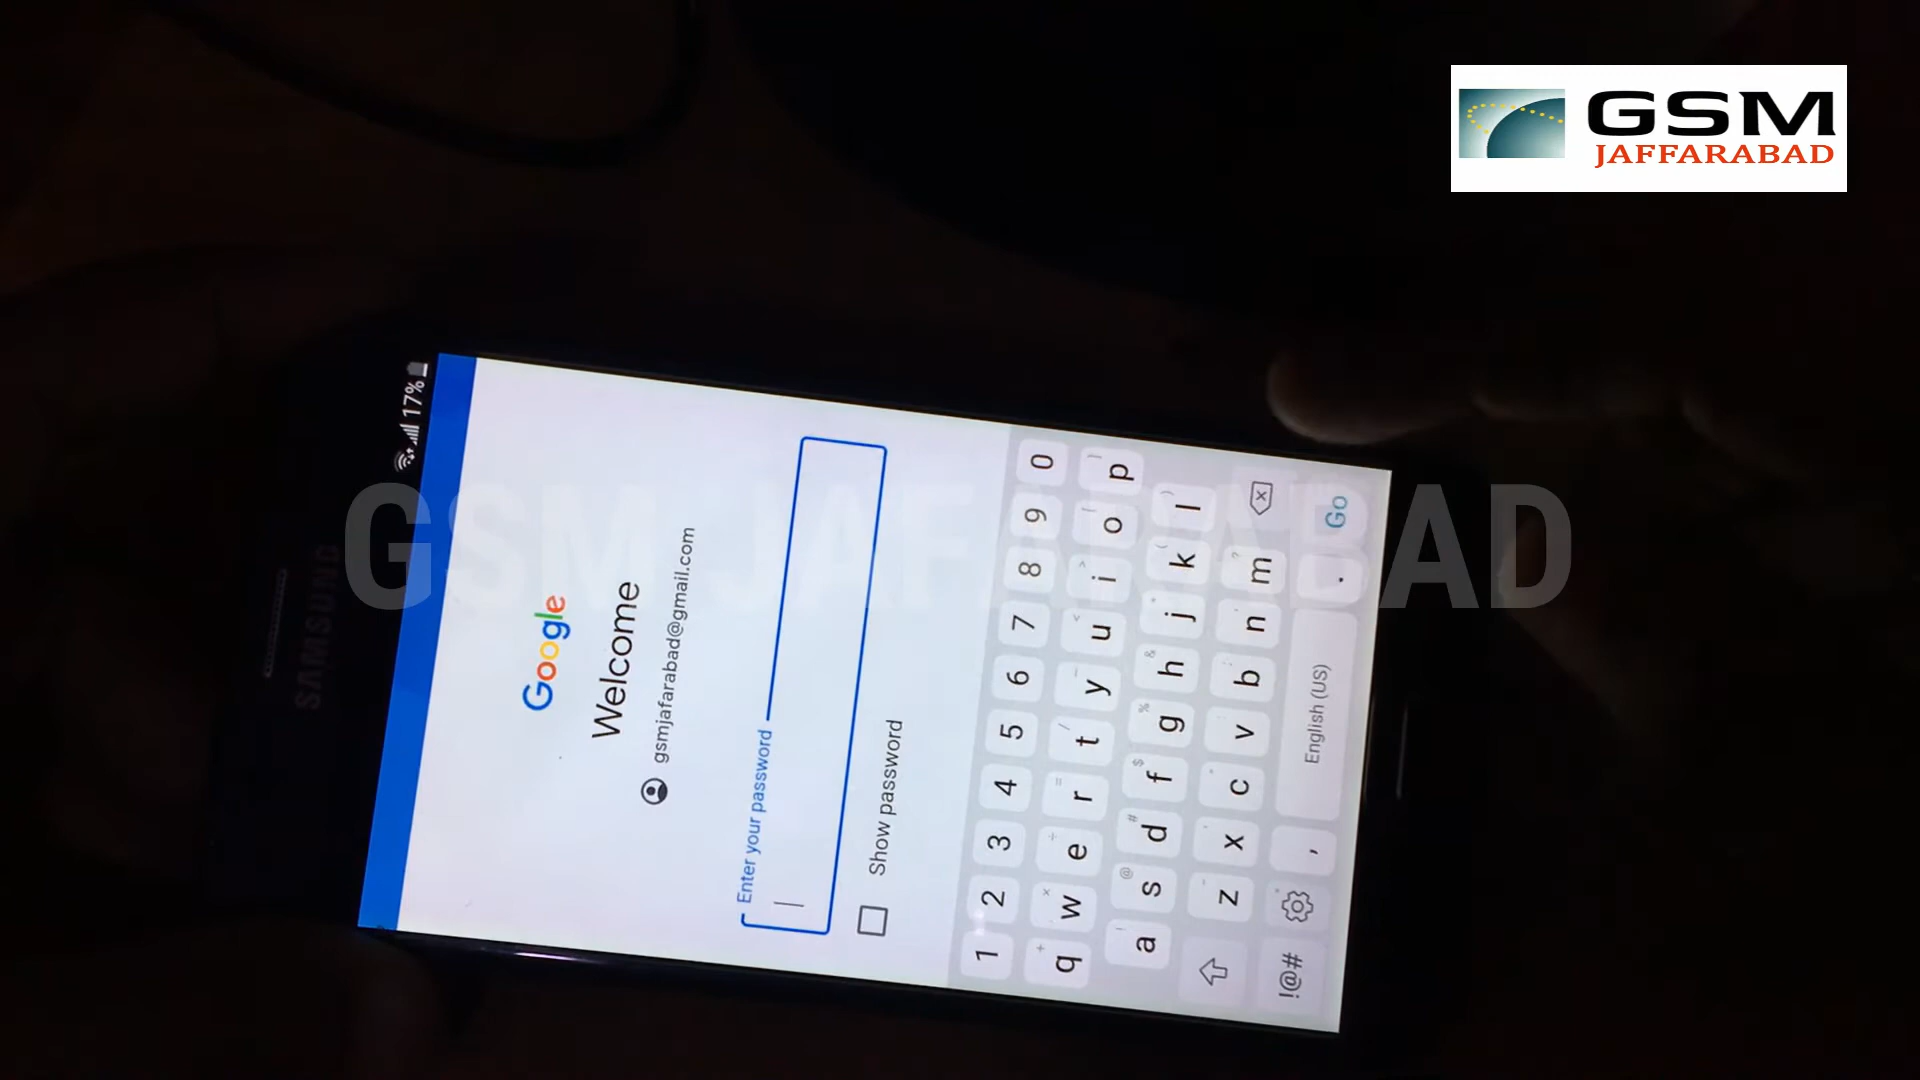 GSM
JAFFARABAD
GSM JAFARABAD
SAMSUNG
17%
Google
Welcome
gsmjafarabad@gmail.com
Enter your password
Show password
1 2 3 4 5 6 7 8 9 0
q w e r t y u i o p
a s d f g h j k l
z x c v b n m
!@# , English (US) . Go